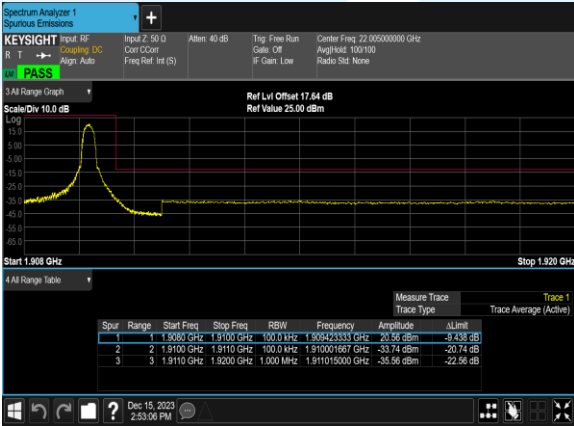 Spectrum Analyzer 1
Spurious Emissions
KEYSIGHT
R T
LW PASS
Input: RF
Coupling: DC
Align: Auto
Input Z: 50 Ω
Corr CCorr
Freq Ref: Int (S)
Atten: 40 dB
Trig: Free Run
Gate: Off
IF Gain: Low
Center Freq: 22.005000000 GHz
Avg|Hold: 100/100
Radio Std: None
3 All Range Graph
Scale/Div 10.0 dB
Ref Lvl Offset 17.64 dB
Ref Value 25.00 dBm
Log
15.0
5.00
-5.00
-15.0
-25.0
-35.0
-45.0
-55.0
-65.0
Start 1.908 GHz
Stop 1.920 GHz
4 All Range Table
Measure Trace Trace 1
Trace Type Trace Average (Active)
Spur Range Start Freq Stop Freq RBW Frequency Amplitude ΔLimit
1 1 1.9080 GHz 1.9100 GHz 100.0 kHz 1.909423333 GHz 20.56 dBm -9.438 dB
2 2 1.9100 GHz 1.9110 GHz 100.0 kHz 1.910001667 GHz -33.74 dBm -20.74 dB
3 3 1.9110 GHz 1.9200 GHz 1.000 MHz 1.911015000 GHz -35.56 dBm -22.56 dB
Dec 15, 2023
2:53:06 PM